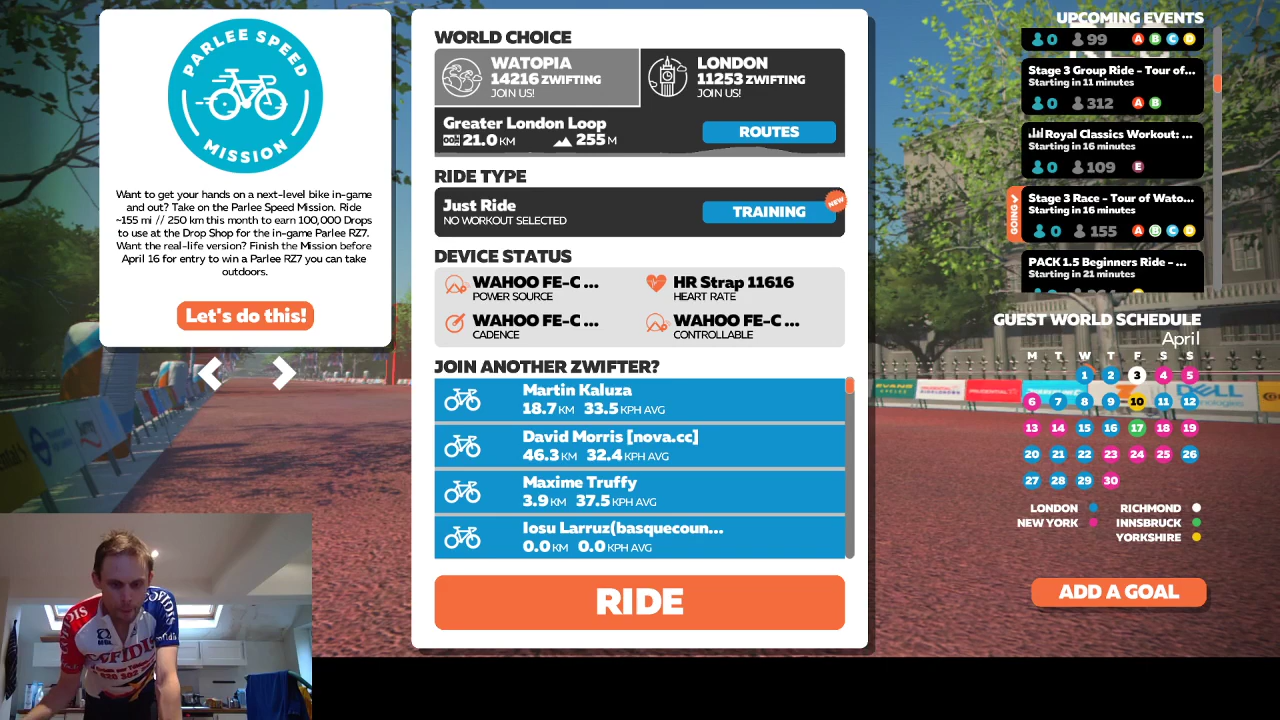 PARLEE SPEED
MISSION
Want to get your hands on a next-level bike in-game
and out? Take on the Parlee Speed Mission. Ride
~155 mi // 250 km this month to earn 100,000 Drops
to use at the Drop Shop for the in-game Parlee RZ7.
Want the real-life version? Finish the Mission before
April 16 for entry to win a Parlee RZ7 you can take
outdoors.
Let's do this!
WORLD CHOICE
WATOPIA
14216 ZWIFTING
JOIN US!
LONDON
11253 ZWIFTING
JOIN US!
Greater London Loop
21.0 KM 255 M
ROUTES
RIDE TYPE
Just Ride
NO WORKOUT SELECTED
TRAINING
NEW
DEVICE STATUS
WAHOO FE-C ...
POWER SOURCE
HR Strap 11616
HEART RATE
WAHOO FE-C ...
CADENCE
WAHOO FE-C ...
CONTROLLABLE
JOIN ANOTHER ZWIFTER?
Martin Kaluza
18.7 KM 33.5 KPH AVG
David Morris [nova.cc]
46.3 KM 32.4 KPH AVG
Maxime Truffy
3.9 KM 37.5 KPH AVG
Iosu Larruz(basquecoun...
0.0 KM 0.0 KPH AVG
RIDE
UPCOMING EVENTS
0 99 A B C D
Stage 3 Group Ride - Tour of...
Starting in 11 minutes
0 312 A B
Royal Classics Workout: ...
Starting in 16 minutes
0 109 E
GOING
Stage 3 Race - Tour of Wato...
Starting in 16 minutes
0 155 A B C D
PACK 1.5 Beginners Ride - ...
Starting in 21 minutes
GUEST WORLD SCHEDULE
April
M T W T F S S
1 2 3 4 5
6 7 8 9 10 11 12
13 14 15 16 17 18 19
20 21 22 23 24 25 26
27 28 29 30
LONDON
RICHMOND
NEW YORK
INNSBRUCK
YORKSHIRE
ADD A GOAL
COFIDIS